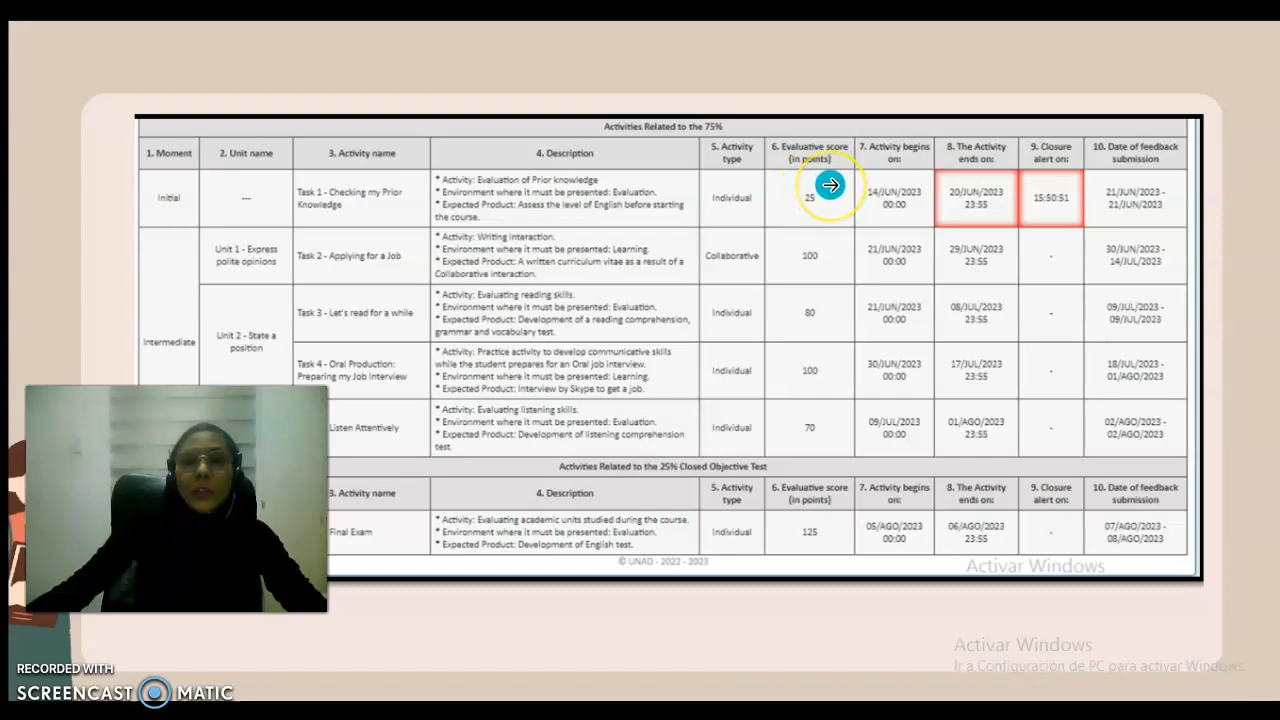 Activities Related to the 75%
1. Moment
2. Unit name
3. Activity name
4. Description
5. Activity
type
6. Evaluative score
(in points)
7. Activity begins
on:
8. The Activity
ends on:
9. Closure
alert on:
10. Date of feedback
submission
Initial
---
Task 1 - Checking my Prior
Knowledge
* Activity: Evaluation of Prior knowledge
* Environment where it must be presented: Evaluation.
* Expected Product: Assess the level of English before starting
the course.
Individual
25
14/JUN/2023
00:00
20/JUN/2023
23:55
15:50:51
21/JUN/2023 -
21/JUN/2023
Intermediate
Unit 1 - Express
polite opinions
Task 2 - Applying for a Job
* Activity: Writing interaction.
* Environment where it must be presented: Learning.
* Expected Product: A written curriculum vitae as a result of a
Collaborative interaction.
Collaborative
100
21/JUN/2023
00:00
29/JUN/2023
23:55
-
30/JUN/2023 -
14/JUL/2023
Unit 2 - State a
position
Task 3 - Let's read for a while
* Activity: Evaluating reading skills.
* Environment where it must be presented: Evaluation.
* Expected Product: Development of a reading comprehension,
grammar and vocabulary test.
Individual
80
21/JUN/2023
00:00
08/JUL/2023
23:55
-
09/JUL/2023 -
09/JUL/2023
Task 4 - Oral Production:
Preparing my Job Interview
* Activity: Practice activity to develop communicative skills
while the student prepares for an Oral job interview.
* Environment where it must be presented: Learning.
* Expected Product: Interview by Skype to get a job.
Individual
100
30/JUN/2023
00:00
17/JUL/2023
23:55
-
18/JUL/2023 -
01/AGO/2023
Listen Attentively
* Activity: Evaluating listening skills.
* Environment where it must be presented: Evaluation.
* Expected Product: Development of listening comprehension
test.
Individual
70
09/JUL/2023
00:00
01/AGO/2023
23:55
-
02/AGO/2023 -
02/AGO/2023
Activities Related to the 25% Closed Objective Test
3. Activity name
4. Description
5. Activity
type
6. Evaluative score
(in points)
7. Activity begins
on:
8. The Activity
ends on:
9. Closure
alert on:
10. Date of feedback
submission
Final Exam
* Activity: Evaluating academic units studied during the course.
* Environment where it must be presented: Evaluation.
* Expected Product: Development of English test.
Individual
125
05/AGO/2023
00:00
06/AGO/2023
23:55
-
07/AGO/2023 -
08/AGO/2023
© UNAD - 2022 - 2023
Activar Windows
Activar Windows
Ir a Configuración de PC para activar Windows.
RECORDED WITH
SCREENCAST MATIC